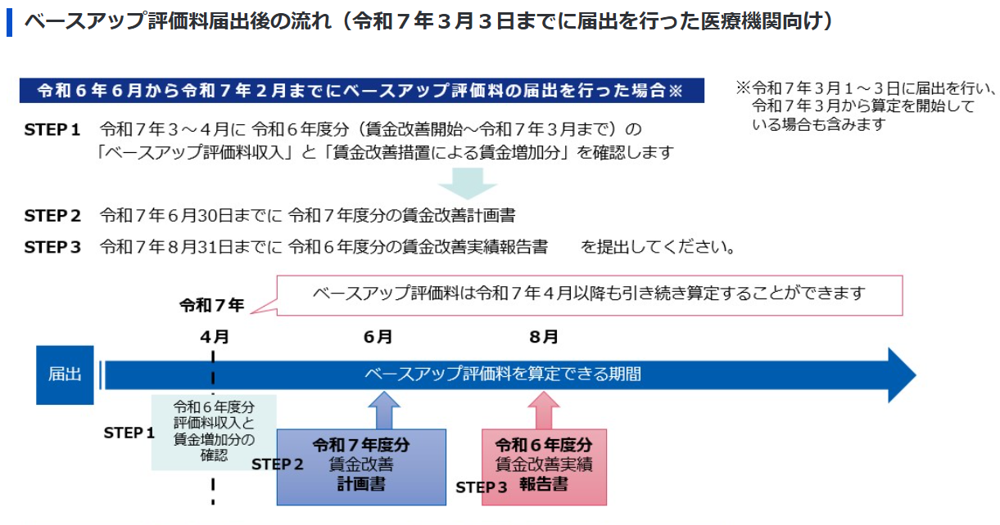 ベースアップ評価料届出後の流れ（令和７年３月３日までに届出を行った医療機関向け）
令和６年６月から令和７年２月までにベースアップ評価料の届出を行った場合※
※令和７年３月１～３日に届出を行い、
令和７年３月から算定を開始して
いる場合も含みます
STEP１ 令和７年３～４月に 令和６年度分（賃金改善開始～令和７年３月まで）の
「ベースアップ評価料収入」と「賃金改善措置による賃金増加分」を確認します
STEP２ 令和７年６月30日までに 令和７年度分の賃金改善計画書
STEP３ 令和７年８月31日までに 令和６年度分の賃金改善実績報告書 を提出してください。
ベースアップ評価料は令和７年４月以降も引き続き算定することができます
令和７年
４月 ６月 ８月
届出 ベースアップ評価料を算定できる期間
STEP１
令和６年度分
評価料収入と
賃金増加分の
確認
STEP２
令和７年度分
賃金改善
計画書
STEP３
令和６年度分
賃金改善実績
報告書